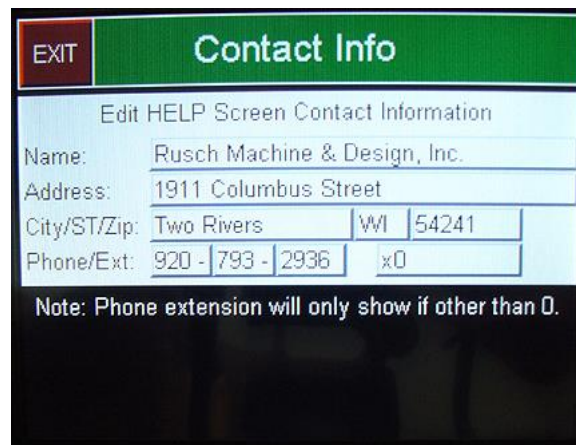 EXIT
Contact Info
Edit HELP Screen Contact Information
Name: Rusch Machine & Design, Inc.
Address: 1911 Columbus Street
City/ST/Zip: Two Rivers WI 54241
Phone/Ext: 920 - 793 - 2936 x0
Note: Phone extension will only show if other than 0.